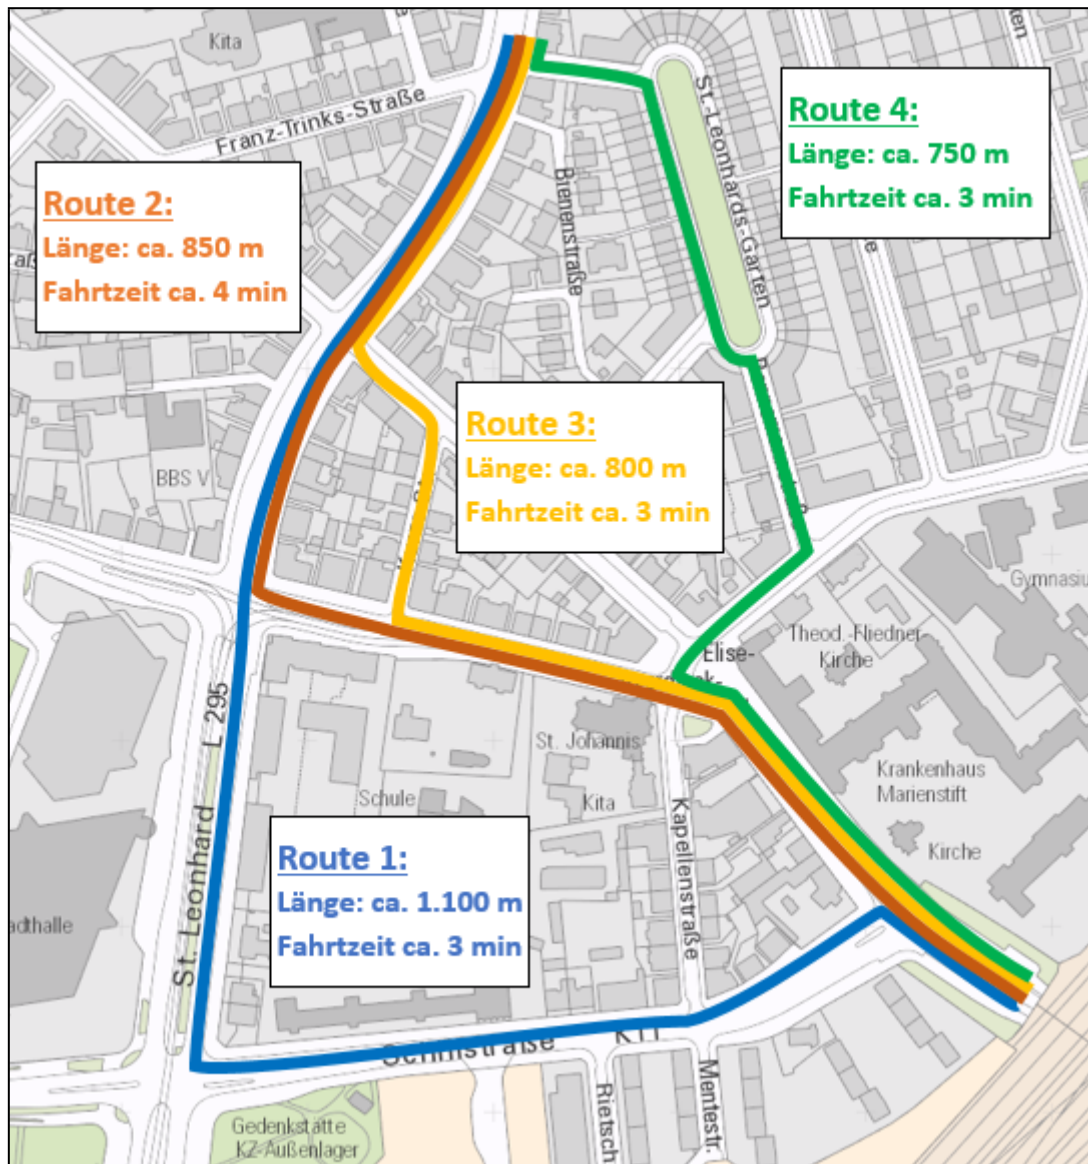 Kita
Franz-Trinks-Straße
St.-Leonhards-Garten
Bienenstraße
Route 4:
Länge: ca. 750 m
Fahrtzeit ca. 3 min
Route 2:
Länge: ca. 850 m
Fahrtzeit ca. 4 min
Route 3:
Länge: ca. 800 m
Fahrtzeit ca. 3 min
BBS V
Gymnasiu
Theod.-Fliedner-
Kirche
Elise-
St. Leonhard L 295
St. Johannis
Krankenhaus
Marienstift
Schule
Kita
Kirche
Kapellenstraße
Route 1:
Länge: ca. 1.100 m
Fahrtzeit ca. 3 min
adthalle
Mentestr.
Rietsch
Gedenkstätte
KZ-Außenlager